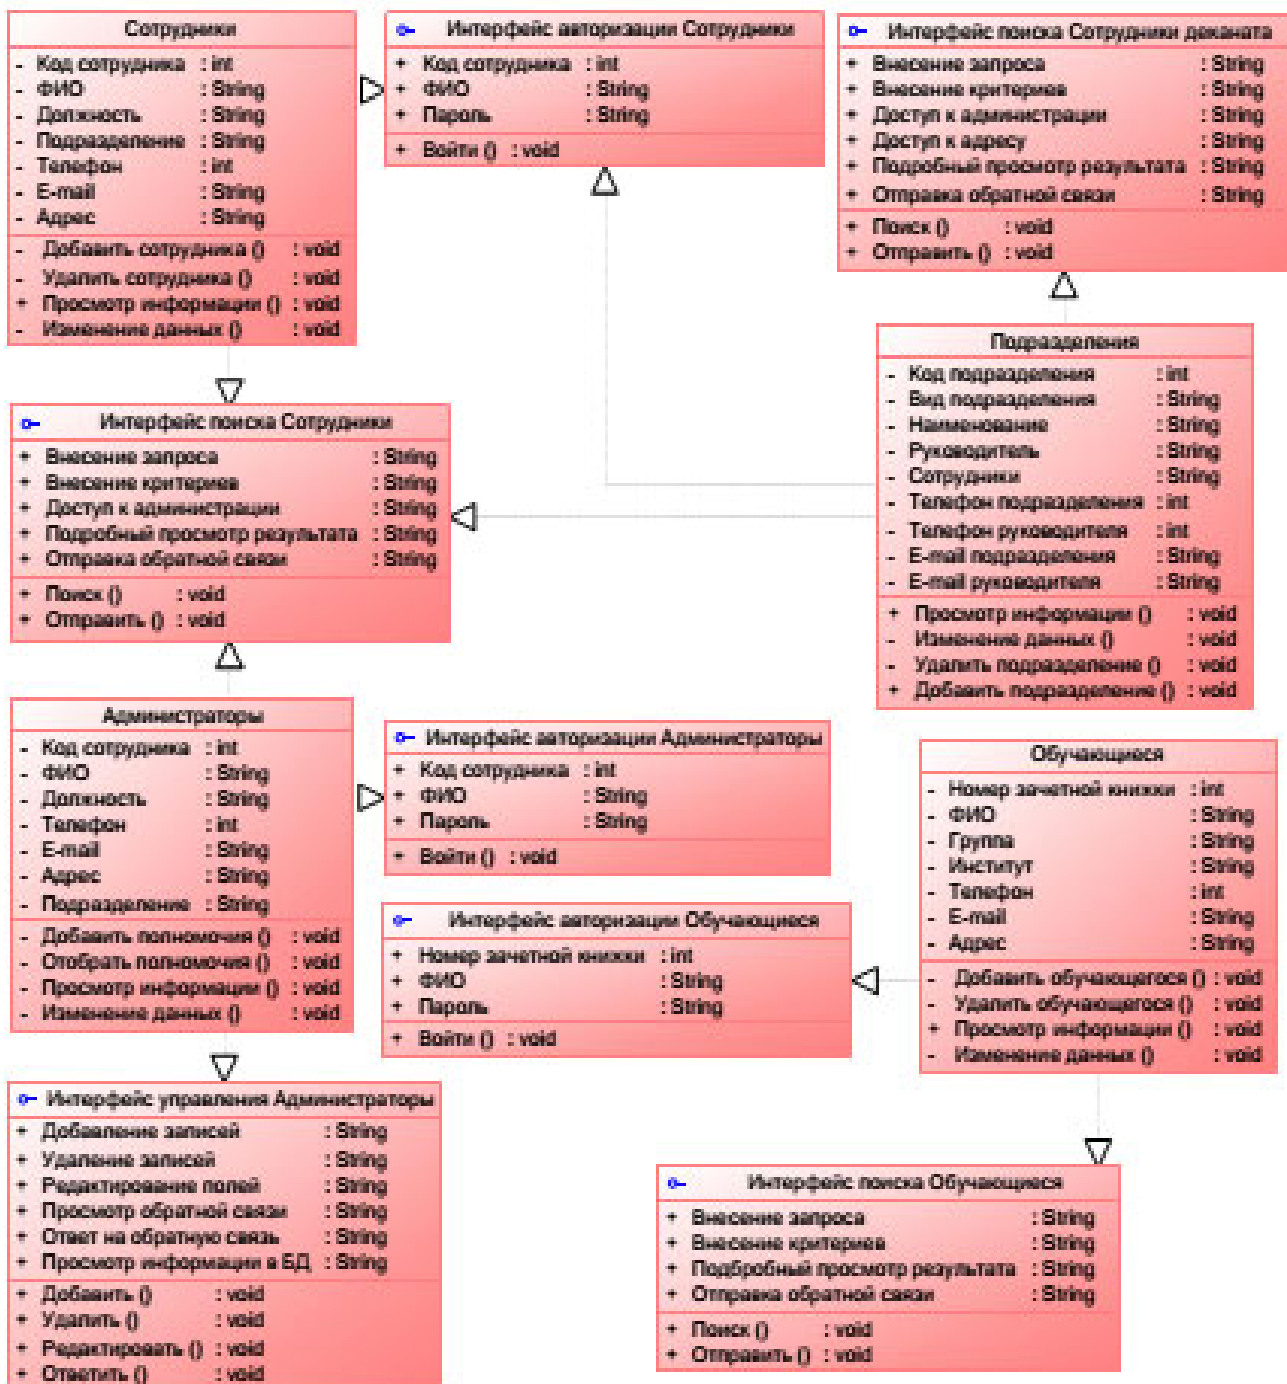 Сотрудники
- Код сотрудника : int
- ФИО : String
- Должность : String
- Подразделение : String
- Телефон : int
- E-mail : String
- Адрес : String
- Добавить сотрудника () : void
- Удалить сотрудника () : void
+ Просмотр информации () : void
- Изменение данных () : void
Интерфейс авторизации Сотрудники
+ Код сотрудника : int
+ ФИО : String
+ Пароль : String
+ Войти () : void
Интерфейс поиска Сотрудники деканата
+ Внесение запроса : String
+ Внесение критериев : String
+ Доступ к администрации : String
+ Доступ к адресу : String
+ Подробный просмотр результата : String
+ Отправка обратной связи : String
+ Поиск () : void
+ Отправить () : void
Подразделения
- Код подразделения : int
- Вид подразделения : String
- Наименование : String
- Руководитель : String
- Сотрудники : String
- Телефон подразделения : int
- Телефон руководителя : int
- E-mail подразделения : String
- E-mail руководителя : String
+ Просмотр информации () : void
- Изменение данных () : void
- Удалить подразделение () : void
+ Добавить подразделение () : void
Интерфейс поиска Сотрудники
+ Внесение запроса : String
+ Внесение критериев : String
+ Доступ к администрации : String
+ Подробный просмотр результата : String
+ Отправка обратной связи : String
+ Поиск () : void
+ Отправить () : void
Администраторы
- Код сотрудника : int
- ФИО : String
- Должность : String
- Телефон : int
- E-mail : String
- Адрес : String
- Подразделение : String
- Добавить полномочия () : void
- Отобрать полномочия () : void
- Просмотр информации () : void
- Изменение данных () : void
Интерфейс авторизации Администраторы
+ Код сотрудника : int
+ ФИО : String
+ Пароль : String
+ Войти () : void
Интерфейс авторизации Обучающиеся
+ Номер зачетной книжки : int
+ ФИО : String
+ Пароль : String
+ Войти () : void
Обучающиеся
- Номер зачетной книжки : int
- ФИО : String
- Группа : String
- Институт : String
- Телефон : int
- E-mail : String
- Адрес : String
- Добавить обучающегося () : void
- Удалить обучающегося () : void
+ Просмотр информации () : void
- Изменение данных () : void
Интерфейс управления Администраторы
+ Добавление записей : String
+ Удаление записей : String
+ Редактирование полей : String
+ Просмотр обратной связи : String
+ Ответ на обратную связь : String
+ Просмотр информации в БД : String
+ Добавить () : void
+ Удалить () : void
+ Редактировать () : void
+ Ответить () : void
Интерфейс поиска Обучающиеся
+ Внесение запроса : String
+ Внесение критериев : String
+ Подбробный просмотр результата : String
+ Отправка обратной связи : String
+ Поиск () : void
+ Отправить () : void